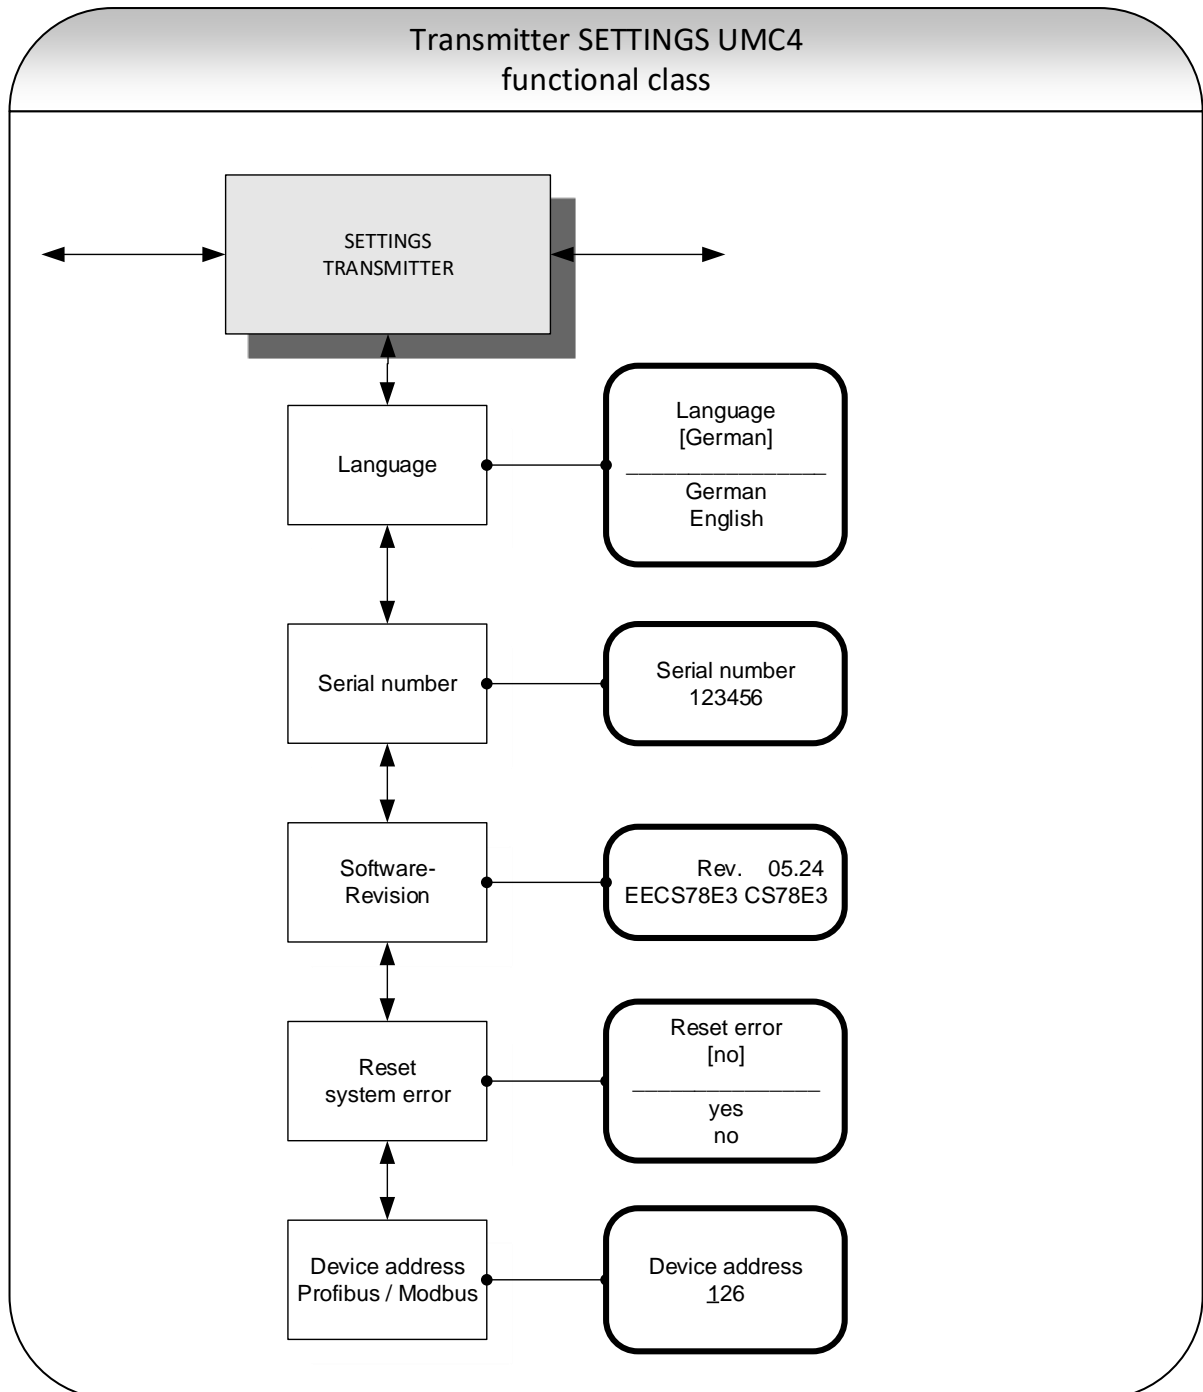 Transmitter SETTINGS UMC4
functional class
SETTINGS
TRANSMITTER
Language
Language
[German]
________________
German
English
Serial number
Serial number
123456
Software-
Revision
Rev. 05.24
EECS78E3 CS78E3
Reset
system error
Reset error
[no]
_______________
yes
no
Device address
Profibus / Modbus
Device address
126